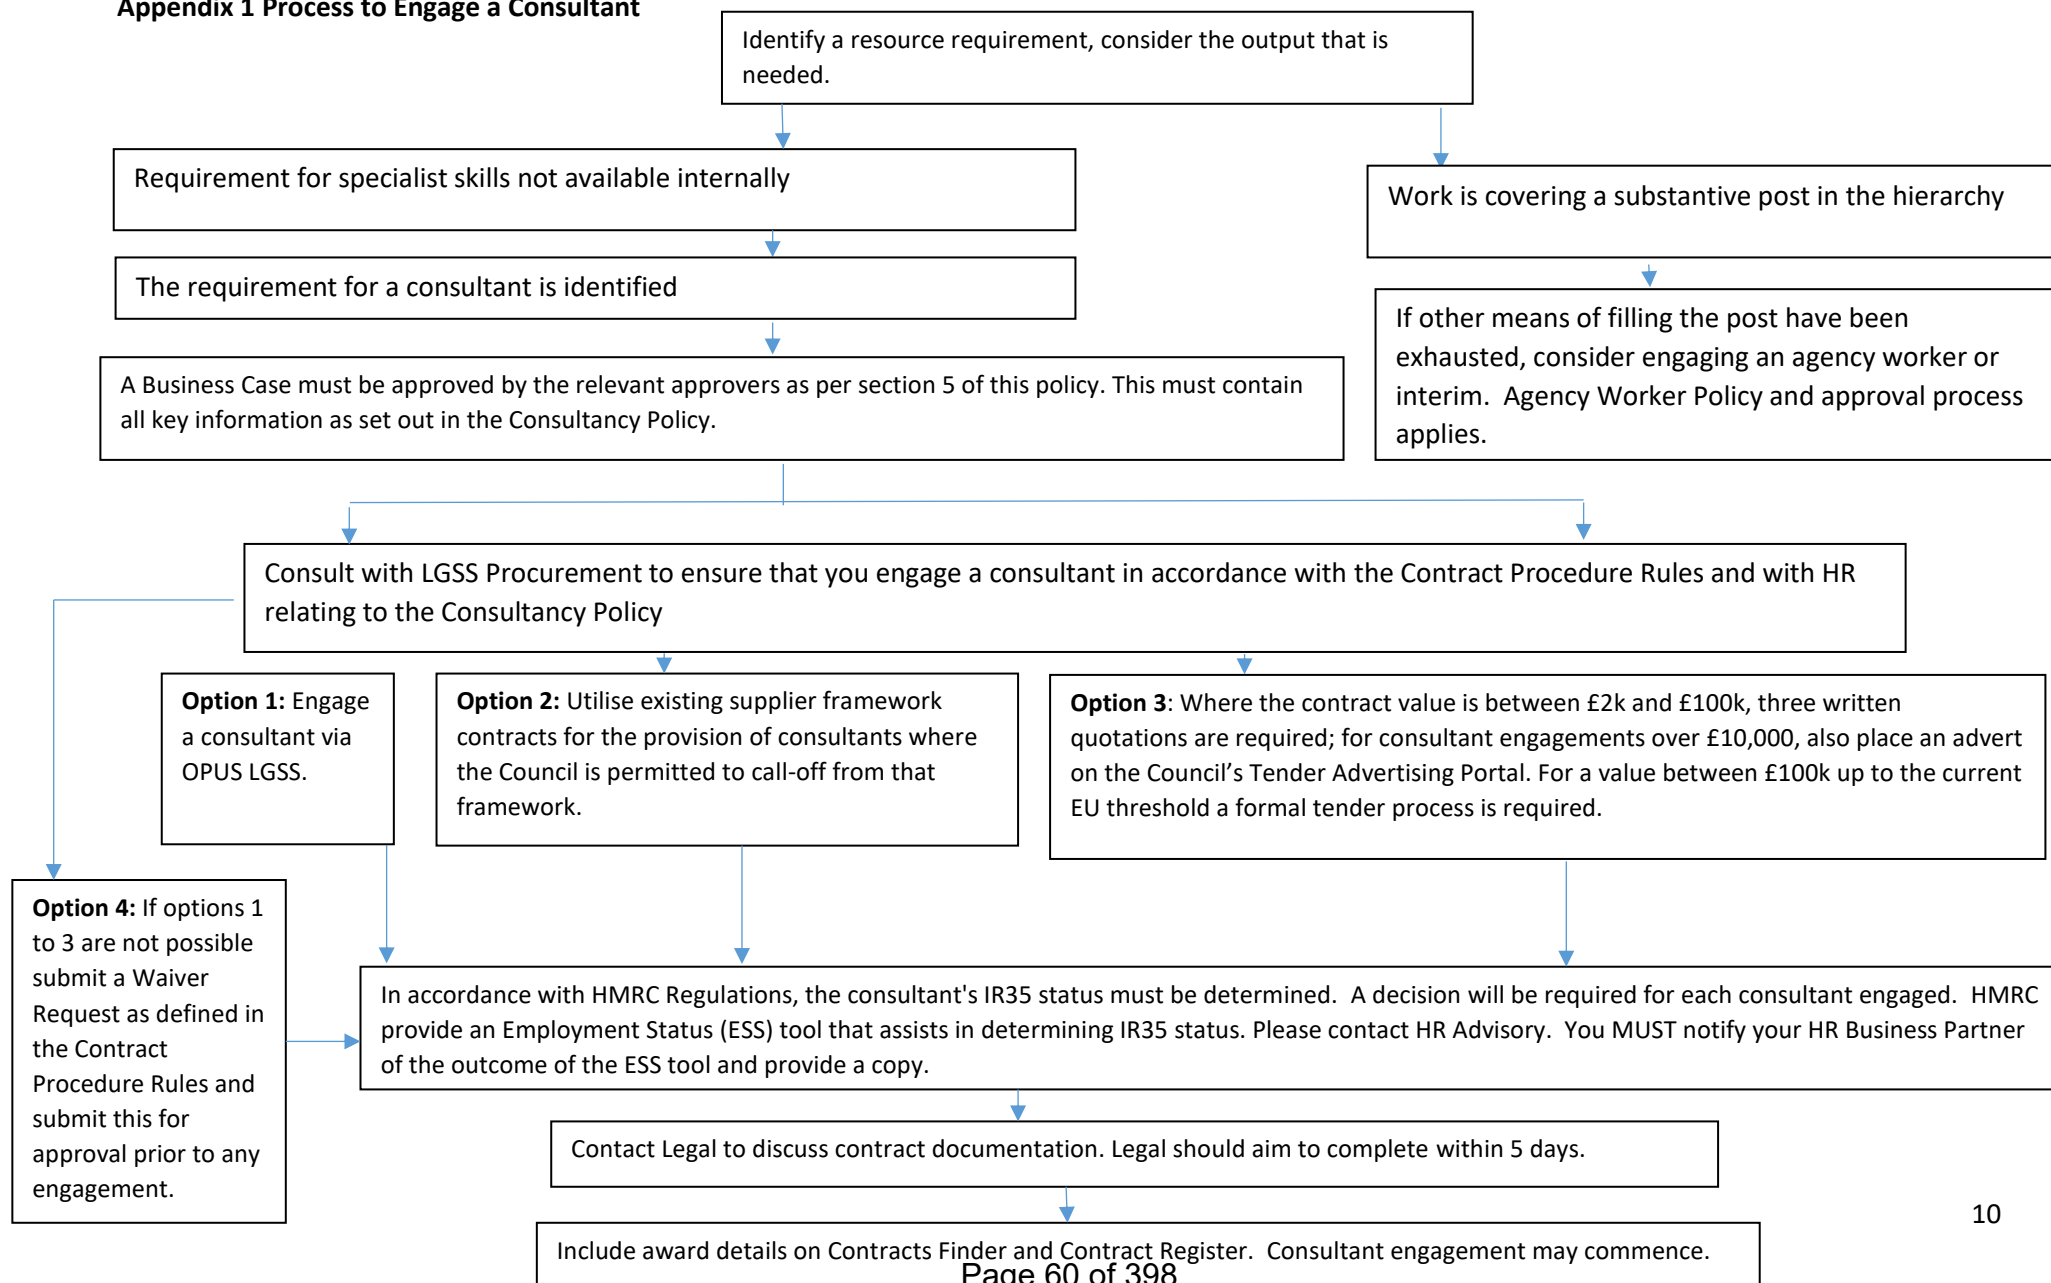 Appendix 1 Process to Engage a Consultant
Identify a resource requirement, consider the output that is
needed.
Requirement for specialist skills not available internally
Work is covering a substantive post in the hierarchy
The requirement for a consultant is identified
If other means of filling the post have been
exhausted, consider engaging an agency worker or
interim.  Agency Worker Policy and approval process
applies.
A Business Case must be approved by the relevant approvers as per section 5 of this policy. This must contain
all key information as set out in the Consultancy Policy.
Consult with LGSS Procurement to ensure that you engage a consultant in accordance with the Contract Procedure Rules and with HR
relating to the Consultancy Policy
Option 1: Engage
a consultant via
OPUS LGSS.
Option 2: Utilise existing supplier framework
contracts for the provision of consultants where
the Council is permitted to call-off from that
framework.
Option 3: Where the contract value is between £2k and £100k, three written
quotations are required; for consultant engagements over £10,000, also place an advert
on the Council’s Tender Advertising Portal. For a value between £100k up to the current
EU threshold a formal tender process is required.
Option 4: If options 1
to 3 are not possible
submit a Waiver
Request as defined in
the Contract
Procedure Rules and
submit this for
approval prior to any
engagement.
In accordance with HMRC Regulations, the consultant's IR35 status must be determined.  A decision will be required for each consultant engaged.  HMRC
provide an Employment Status (ESS) tool that assists in determining IR35 status. Please contact HR Advisory.  You MUST notify your HR Business Partner
of the outcome of the ESS tool and provide a copy.
Contact Legal to discuss contract documentation. Legal should aim to complete within 5 days.
Include award details on Contracts Finder and Contract Register.  Consultant engagement may commence.
10
Page 60 of 398